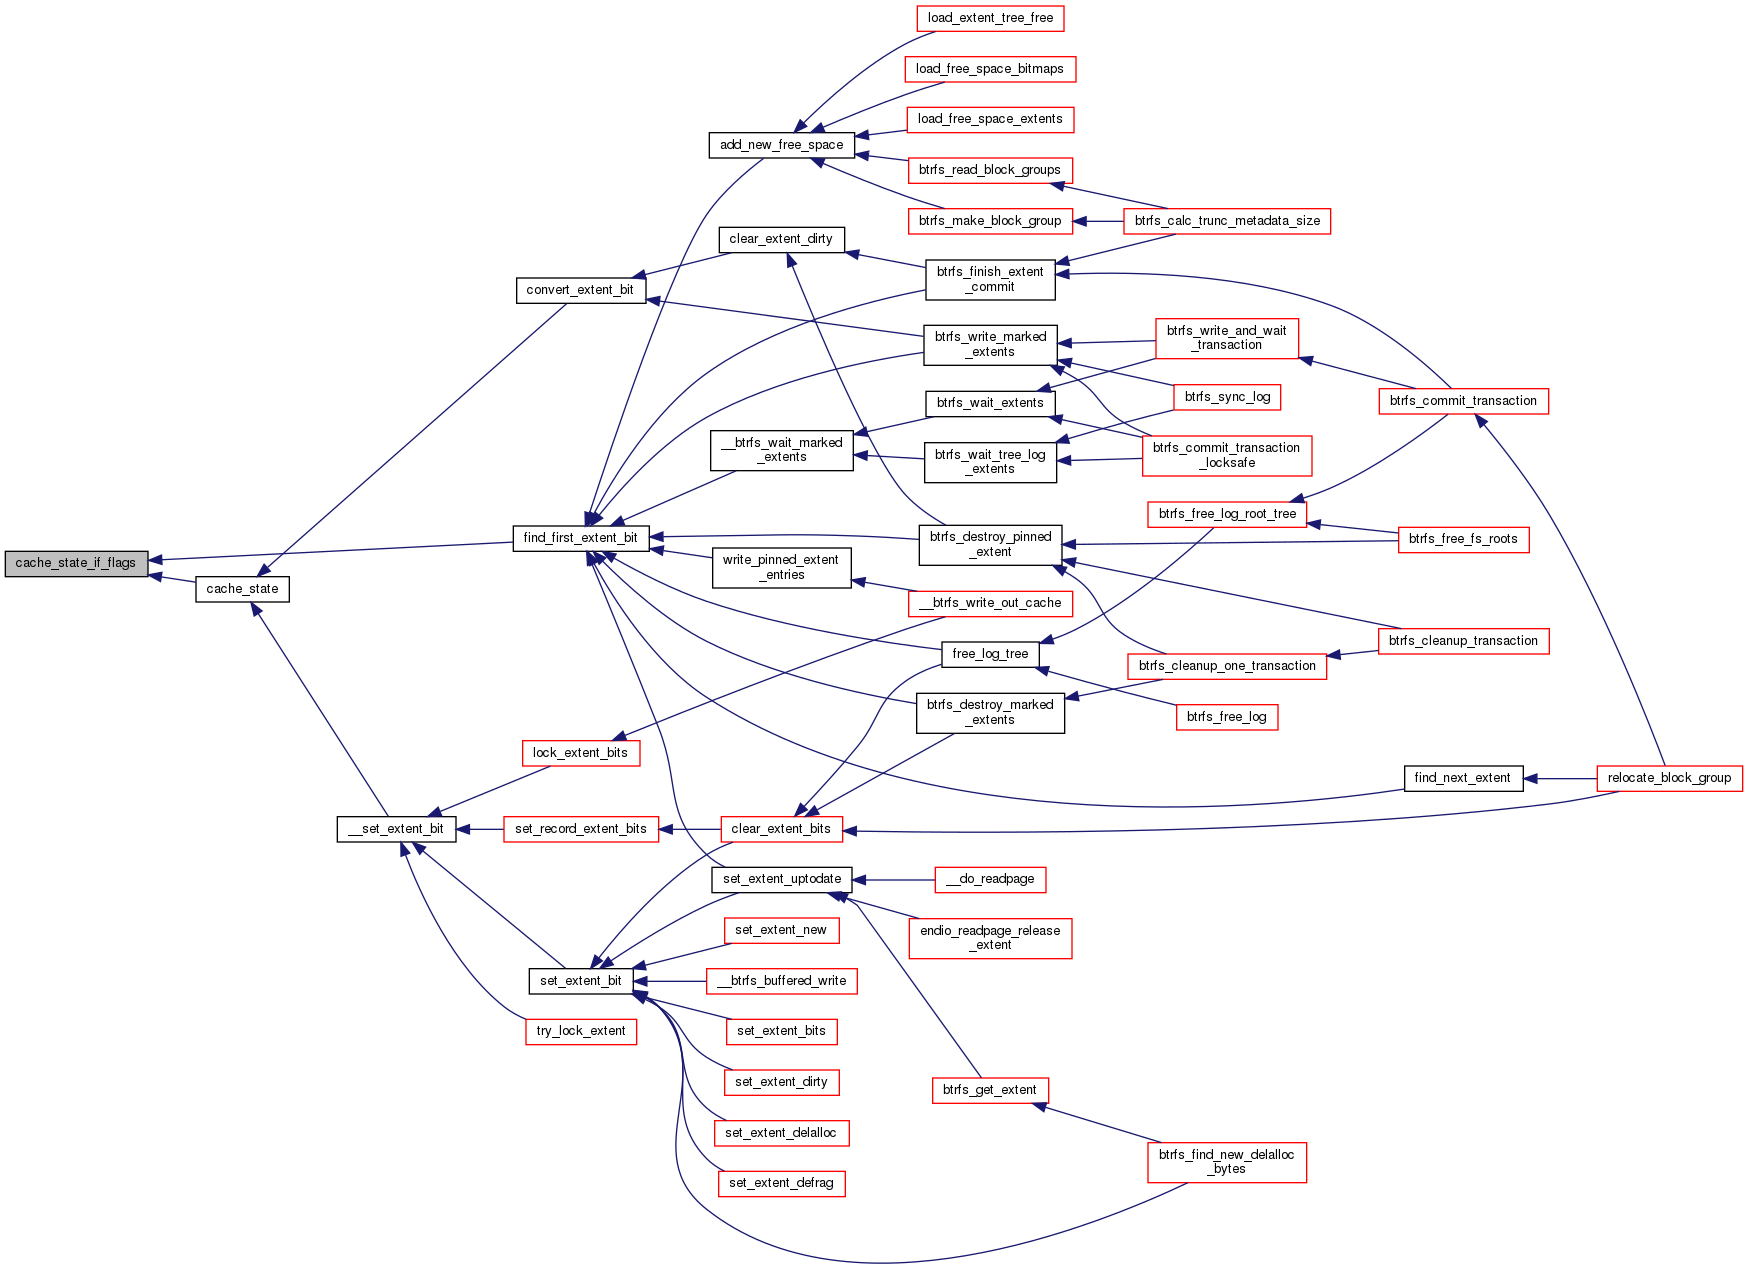 load_extent_tree_free
load_free_space_bitmaps
load_free_space_extents
add_new_free_space
btrfs_read_block_groups
btrfs_make_block_group
btrfs_calc_trunc_metadata_size
clear_extent_dirty
btrfs_finish_extent
_commit
convert_extent_bit
btrfs_write_marked
_extents
btrfs_write_and_wait
_transaction
btrfs_wait_extents
btrfs_sync_log
btrfs_commit_transaction
__btrfs_wait_marked
_extents
btrfs_wait_tree_log
_extents
btrfs_commit_transaction
_locksafe
btrfs_free_log_root_tree
find_first_extent_bit
btrfs_destroy_pinned
_extent
btrfs_free_fs_roots
cache_state_if_flags
cache_state
write_pinned_extent
_entries
__btrfs_write_out_cache
free_log_tree
btrfs_cleanup_transaction
btrfs_cleanup_one_transaction
btrfs_destroy_marked
_extents
btrfs_free_log
lock_extent_bits
find_next_extent
relocate_block_group
__set_extent_bit
set_record_extent_bits
clear_extent_bits
set_extent_uptodate
__do_readpage
set_extent_new
endio_readpage_release
_extent
set_extent_bit
__btrfs_buffered_write
try_lock_extent
set_extent_bits
set_extent_dirty
btrfs_get_extent
set_extent_delalloc
btrfs_find_new_delalloc
_bytes
set_extent_defrag